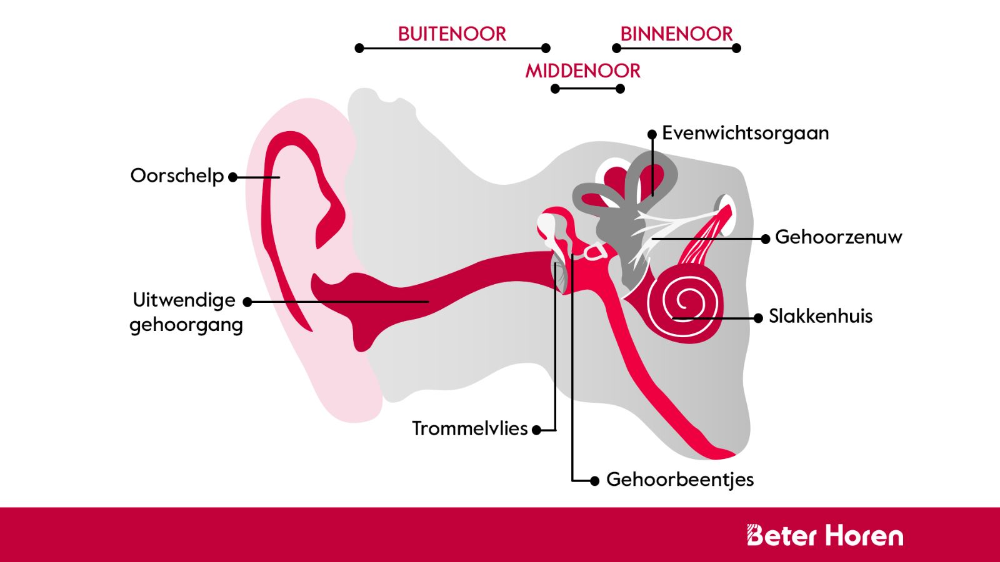 BUITENOOR
BINNENOOR
MIDDENOOR
Evenwichtsorgaan
Oorschelp
Gehoorzenuw
Uitwendige
gehoorgang
Slakkenhuis
Trommelvlies
Gehoorbeentjes
Beter Horen